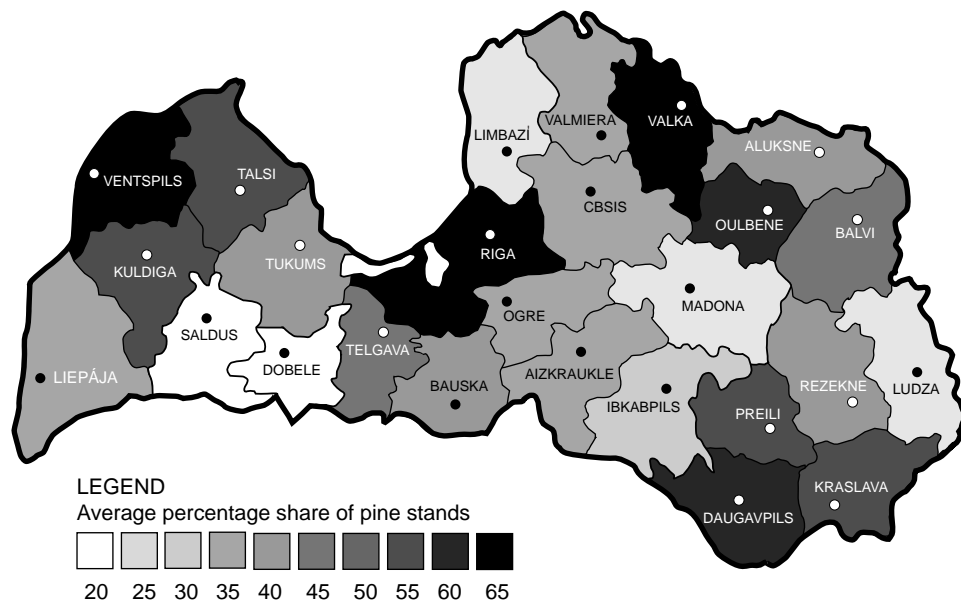 LIMBAZÍ
VALMIERA
VALKA
ALUKSNE
VENTSPILS
TALSI
CBSIS
OULBENE
BALVI
KULDIGA
TUKUMS
RIGA
MADONA
SALDUS
OGRE
TELGAVA
DOBELE
LIEPÁJA
BAUSKA
AIZKRAUKLE
IBKABPILS
REZEKNE
LUDZA
PREILI
KRASLAVA
DAUGAVPILS
LEGEND
Average percentage share of pine stands
20 25 30 35 40 45 50 55 60 65